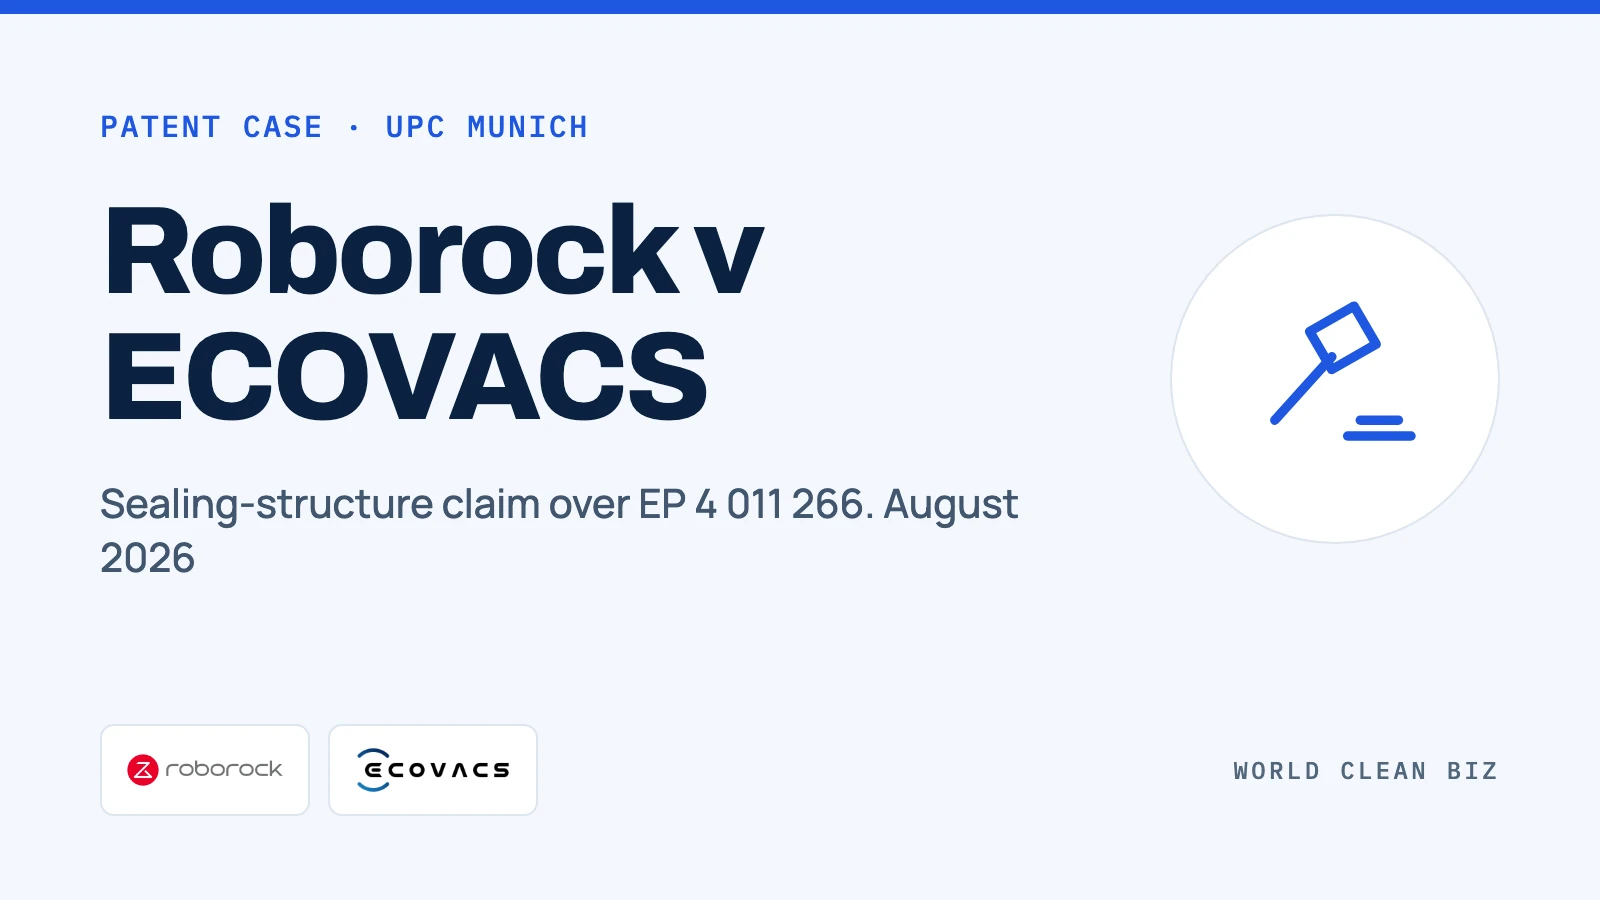 PATENT CASE · UPC MUNICH
Roborock v
ECOVACS
Sealing-structure claim over EP 4 011 266. August
2026
roborock
ECOVACS
WORLD CLEAN BIZ